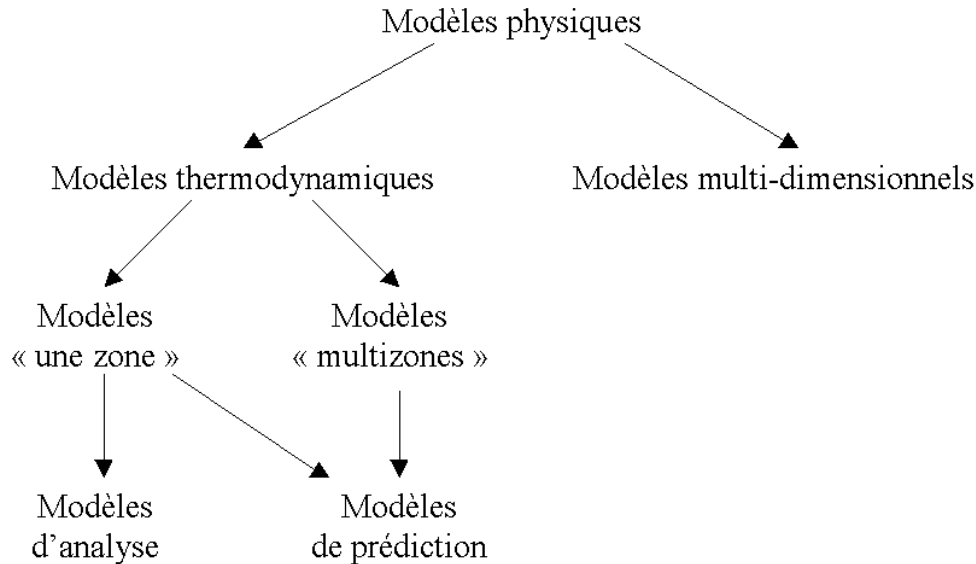 Modèles physiques
Modèles thermodynamiques
Modèles multi-dimensionnels
Modèles
« une zone »
Modèles
« multizones »
Modèles
d'analyse
Modèles
de prédiction